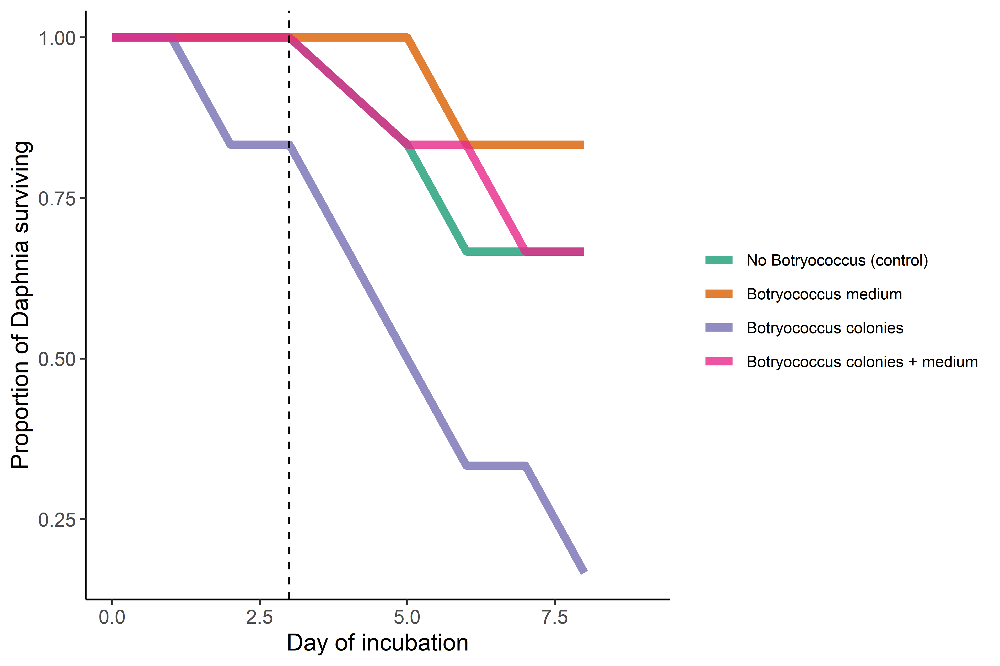 Proportion of Daphnia surviving
1.00
0.75
0.50
0.25
0.0 2.5 5.0 7.5
Day of incubation
No Botryococcus (control)
Botryococcus medium
Botryococcus colonies
Botryococcus colonies + medium